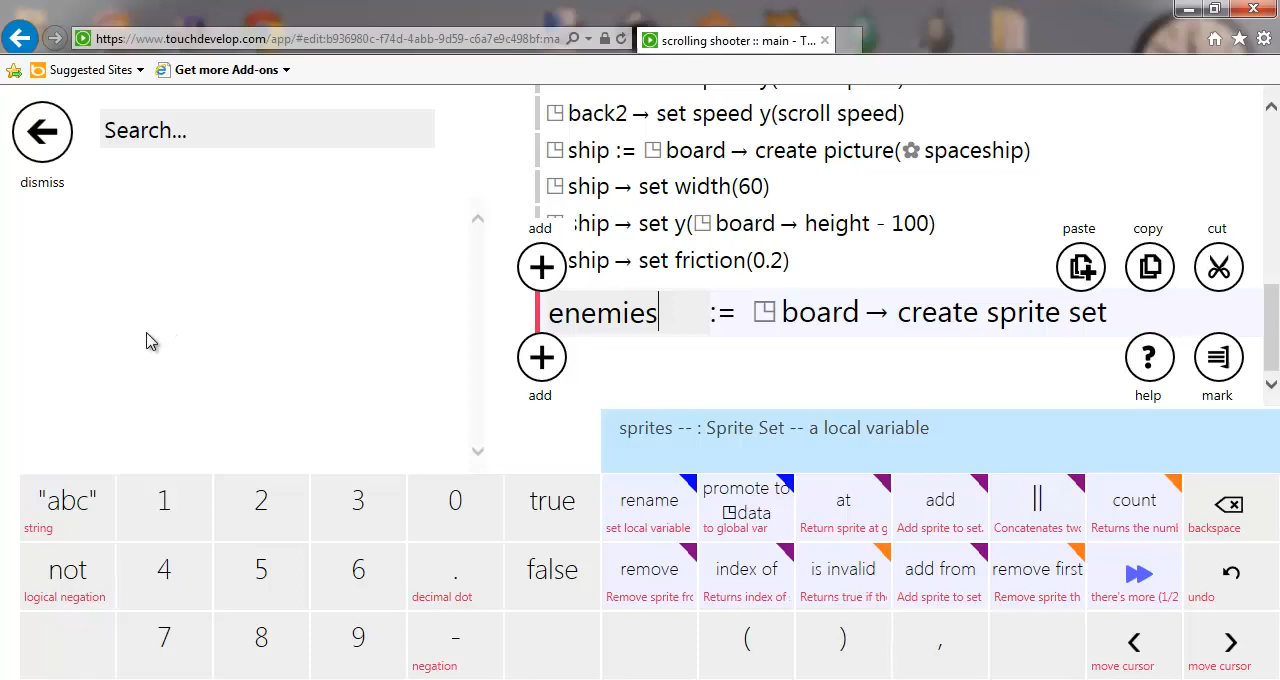 https://www.touchdevelop.com/app/#edit:b936980c-f74d-4abb-9d59-c6a7e9c498bf:ma
scrolling shooter :: main - T...
Suggested Sites
Get more Add-ons
Search...
dismiss
back2 → set speed y(scroll speed)
ship := board → create picture(spaceship)
ship → set width(60)
add
ship → set y(board → height - 100)
paste copy cut
ship → set friction(0.2)
enemies := board → create sprite set
add
help mark
sprites -- : Sprite Set -- a local variable
"abc" 1 2 3 0 true rename promote to data at add || count
string set local variable to global var Return sprite at g Add sprite to set. Concatenates two Returns the numl backspace
not 4 5 6 . false remove index of is invalid add from remove first
logical negation decimal dot Remove sprite fro Returns index of Returns true if the Add sprite to set Remove sprite th there's more (1/2 undo
7 8 9 - ( ) , < >
negation move cursor move cursor